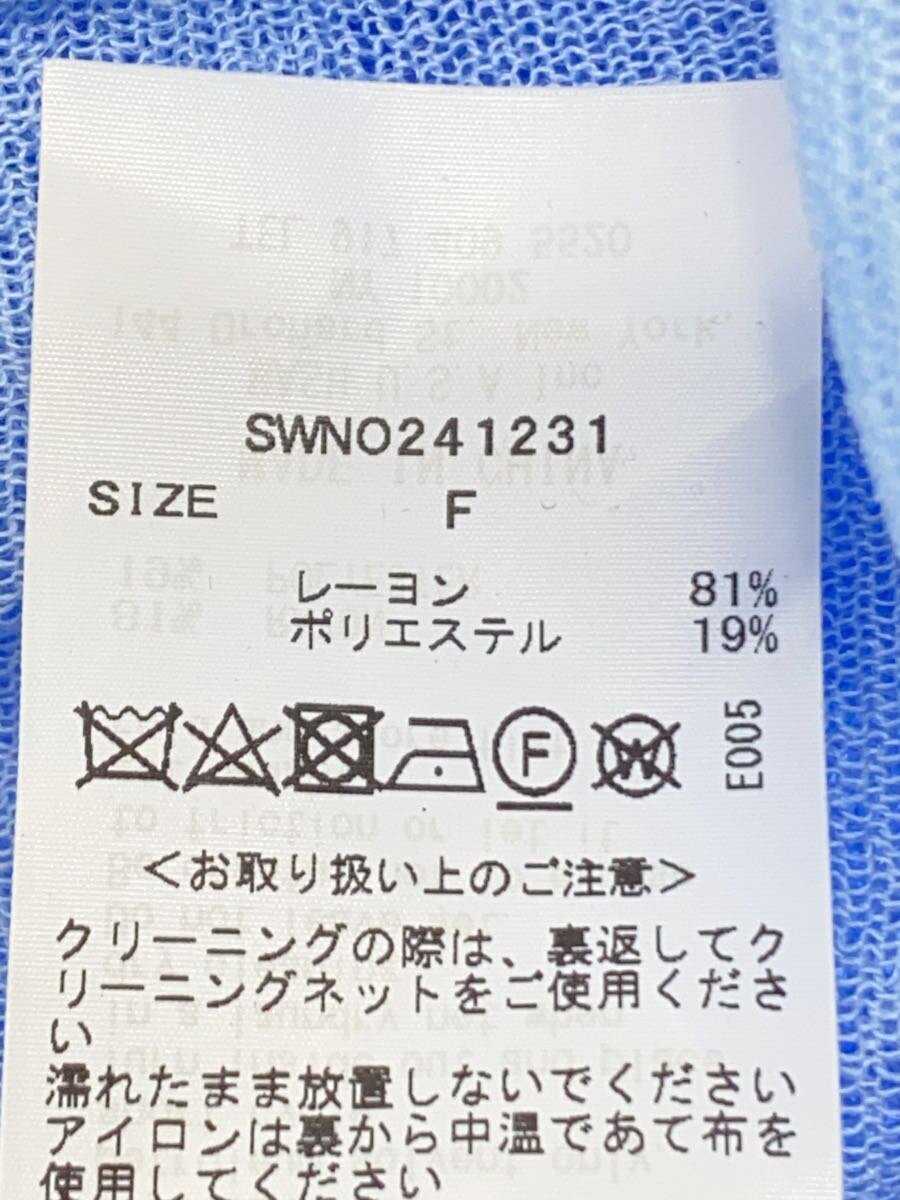 SWNO241231
SIZE F
レーヨン 81%
ポリエステル 19%
F W E005
<お取り扱い上のご注意>
クリーニングの際は、裏返してク
リーニングネットをご使用くださ
い
濡れたまま放置しないでください
アイロンは裏から中温であて布を
使用してください